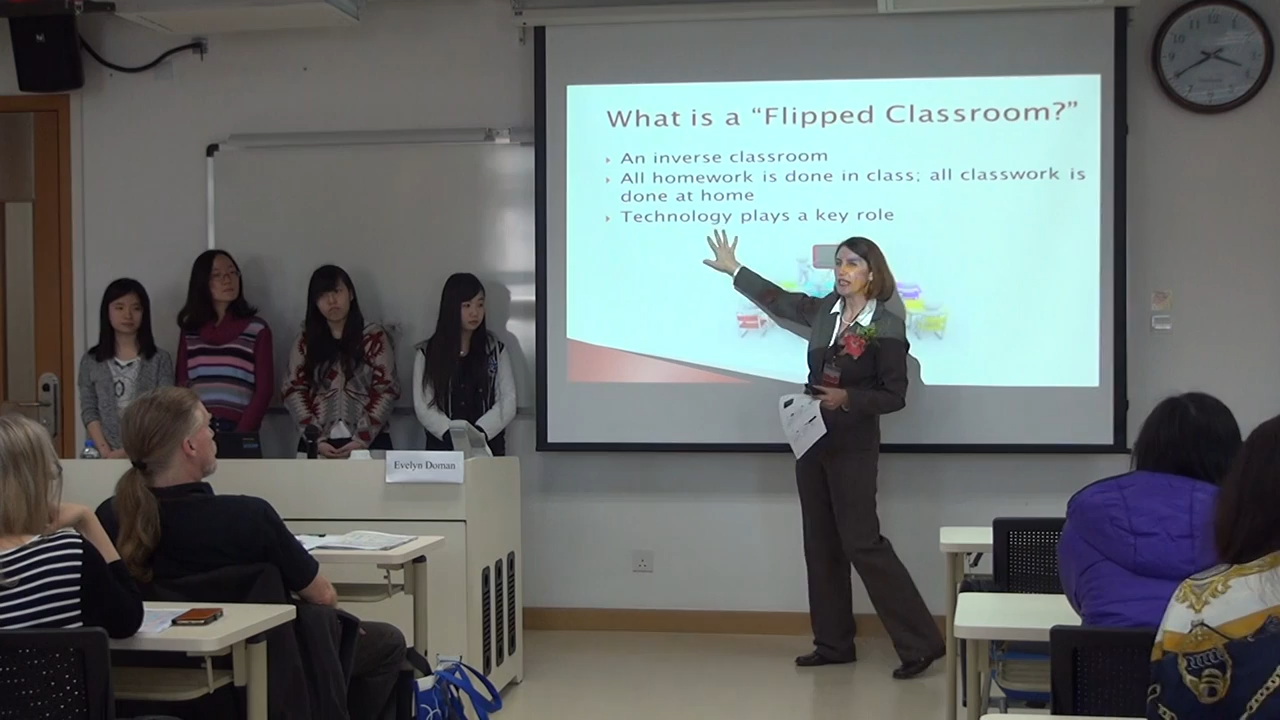 What is a “Flipped Classroom?”
An inverse classroom
All homework is done in class; all classwork is
done at home
Technology plays a key role
Evelyn Doman